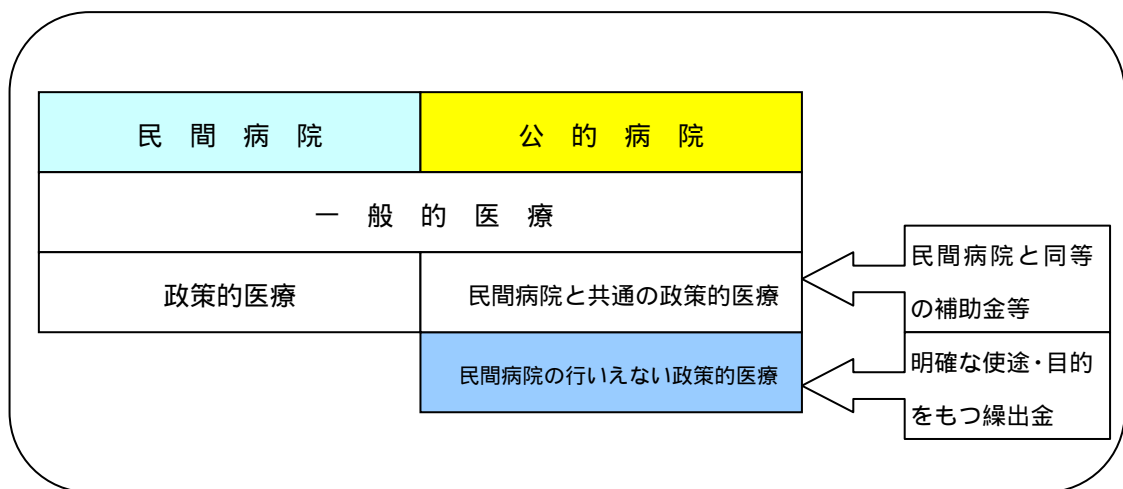 民間病院
公的病院
一般的医療
政策的医療
民間病院と共通の政策的医療
民間病院と同等
の補助金等
民間病院の行いえない政策的医療
明確な使途・目的
をもつ繰出金